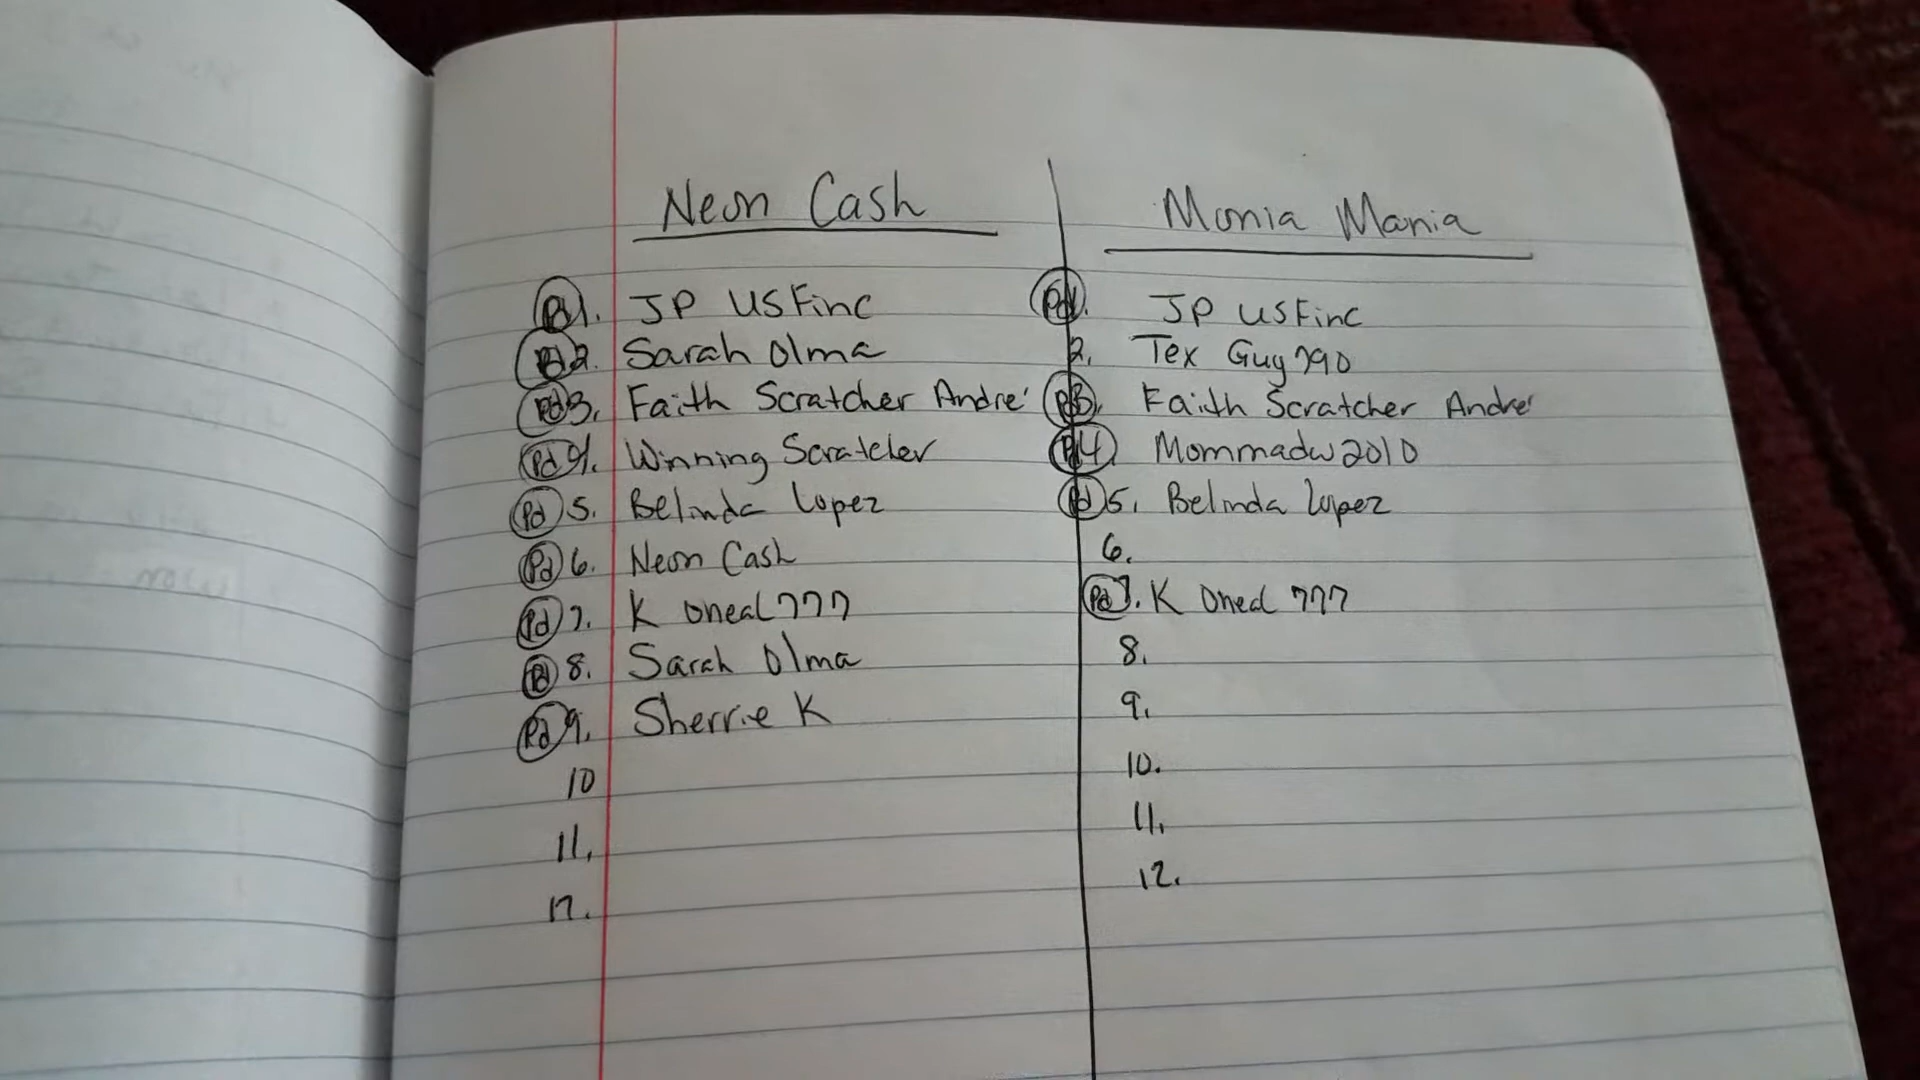 Neon Cash
Pd 1. JP USFinc
Pd 2. Sarah Olma
Pd 3. Faith Scratcher Andre'
Pd 4. Winning Scratcher
Pd 5. Belinda Lopez
Pd 6. Neon Cash
Pd 7. K Oneal 777
Pd 8. Sarah Olma
Pd 9. Sherrie K
10
11.
12.
Monia Mania
Pd 1. JP USFinc
2. Tex Guy 790
Pd 3. Faith Scratcher Andre'
Pd 4. Mommadw2010
Pd 5. Belinda Lopez
6.
Pd 7. K Oneal 777
8.
9.
10.
11.
12.